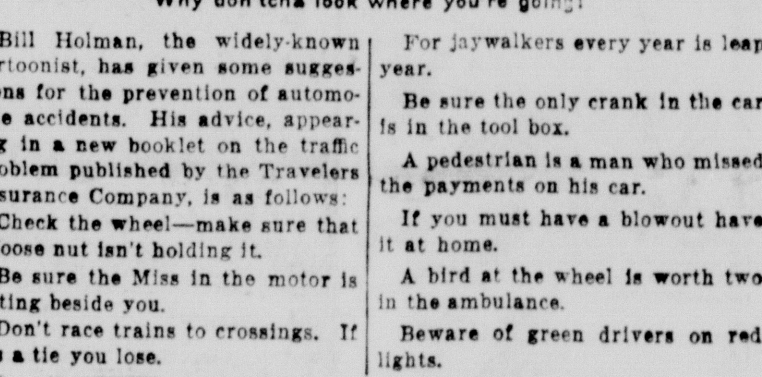 Why don tcha look where you're going!
Bill Holman, the widely-known
rtoonist, has given some sugges-
ns for the prevention of automo-
e accidents. His advice, appear-
g in a new booklet on the traffic
oblem published by the Travelers
surance Company, is as follows:
Check the wheel—make sure that
oose nut isn't holding it.
Be sure the Miss in the motor is
ting beside you.
Don't race trains to crossings. If
a tie you lose.
For jaywalkers every year is leap
year.
Be sure the only crank in the car
is in the tool box.
A pedestrian is a man who missed
the payments on his car.
If you must have a blowout have
it at home.
A bird at the wheel is worth two
in the ambulance.
Beware of green drivers on red
lights.